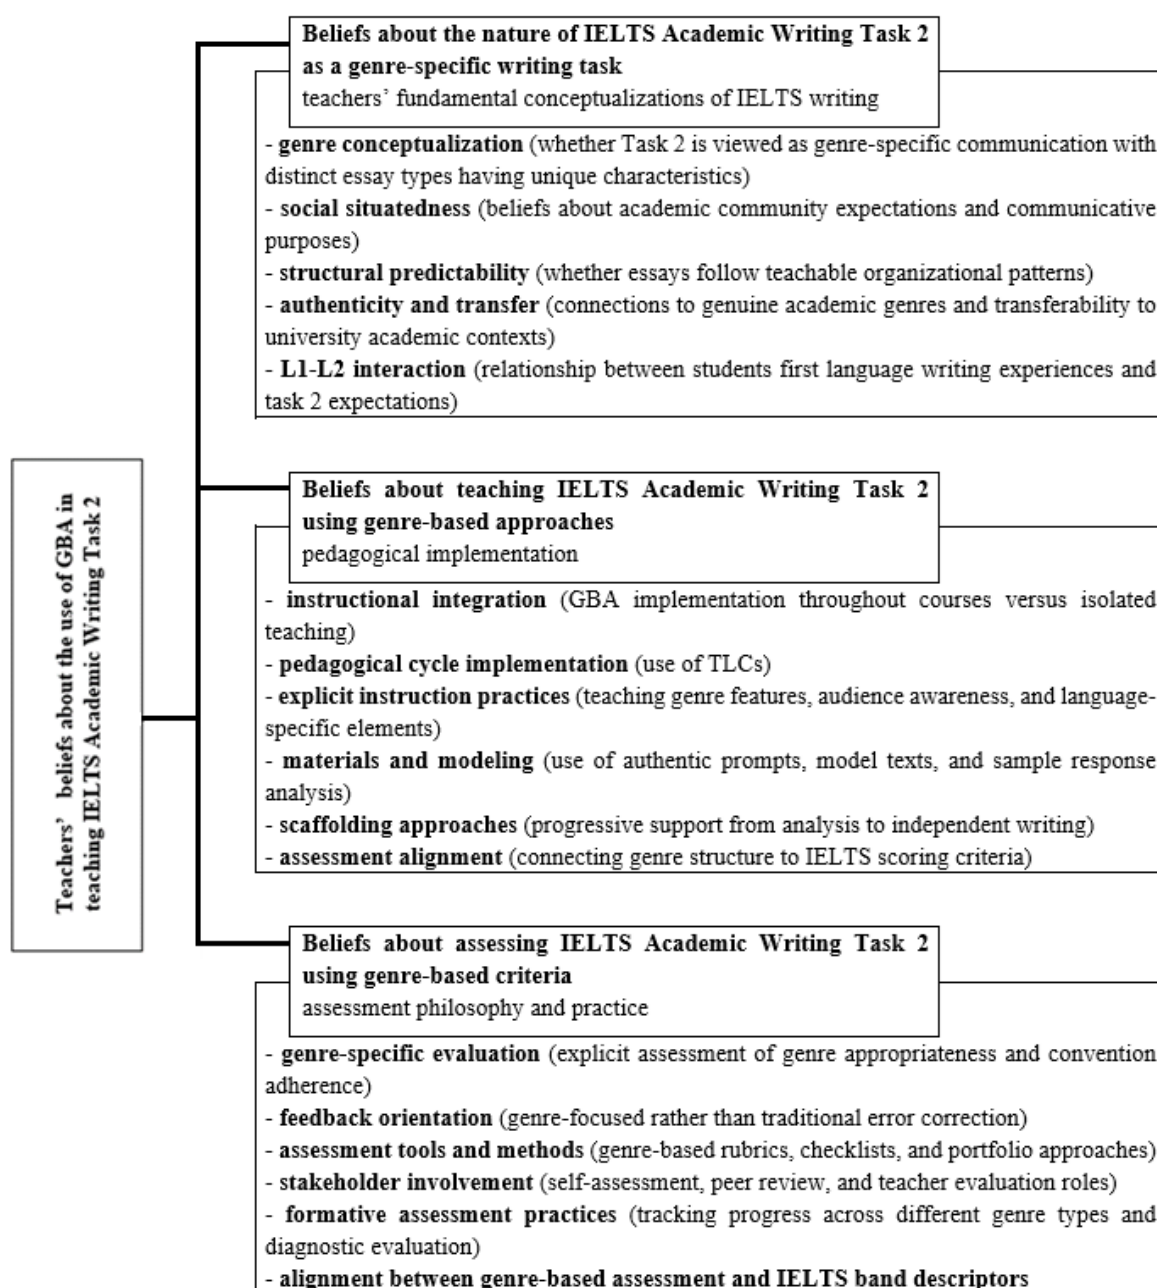 Beliefs about the nature of IELTS Academic Writing Task 2
as a genre-specific writing task
teachers’ fundamental conceptualizations of IELTS writing
- genre conceptualization (whether Task 2 is viewed as genre-specific communication with
distinct essay types having unique characteristics)
- social situatedness (beliefs about academic community expectations and communicative
purposes)
- structural predictability (whether essays follow teachable organizational patterns)
- authenticity and transfer (connections to genuine academic genres and transferability to
university academic contexts)
- L1-L2 interaction (relationship between students first language writing experiences and
task 2 expectations)
Teachers’ beliefs about the use of GBA in
teaching IELTS Academic Writing Task 2
Beliefs about teaching IELTS Academic Writing Task 2
using genre-based approaches
pedagogical implementation
- instructional integration (GBA implementation throughout courses versus isolated
teaching)
- pedagogical cycle implementation (use of TLCs)
- explicit instruction practices (teaching genre features, audience awareness, and language-
specific elements)
- materials and modeling (use of authentic prompts, model texts, and sample response
analysis)
- scaffolding approaches (progressive support from analysis to independent writing)
- assessment alignment (connecting genre structure to IELTS scoring criteria)
Beliefs about assessing IELTS Academic Writing Task 2
using genre-based criteria
assessment philosophy and practice
- genre-specific evaluation (explicit assessment of genre appropriateness and convention
adherence)
- feedback orientation (genre-focused rather than traditional error correction)
- assessment tools and methods (genre-based rubrics, checklists, and portfolio approaches)
- stakeholder involvement (self-assessment, peer review, and teacher evaluation roles)
- formative assessment practices (tracking progress across different genre types and
diagnostic evaluation)
- alignment between genre-based assessment and IELTS band descriptors